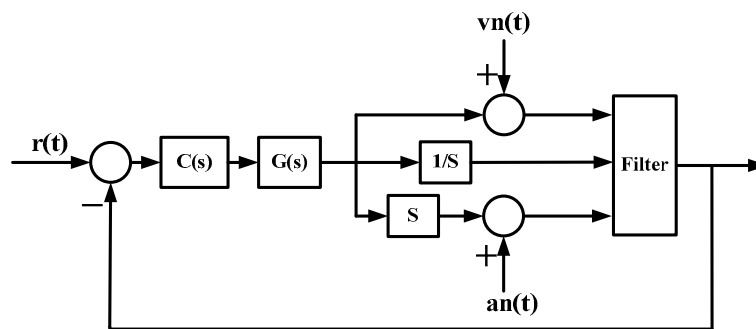 vn(t)
+
r(t)
C(s)
G(s)
1/S
Filter
−
S
+
an(t)